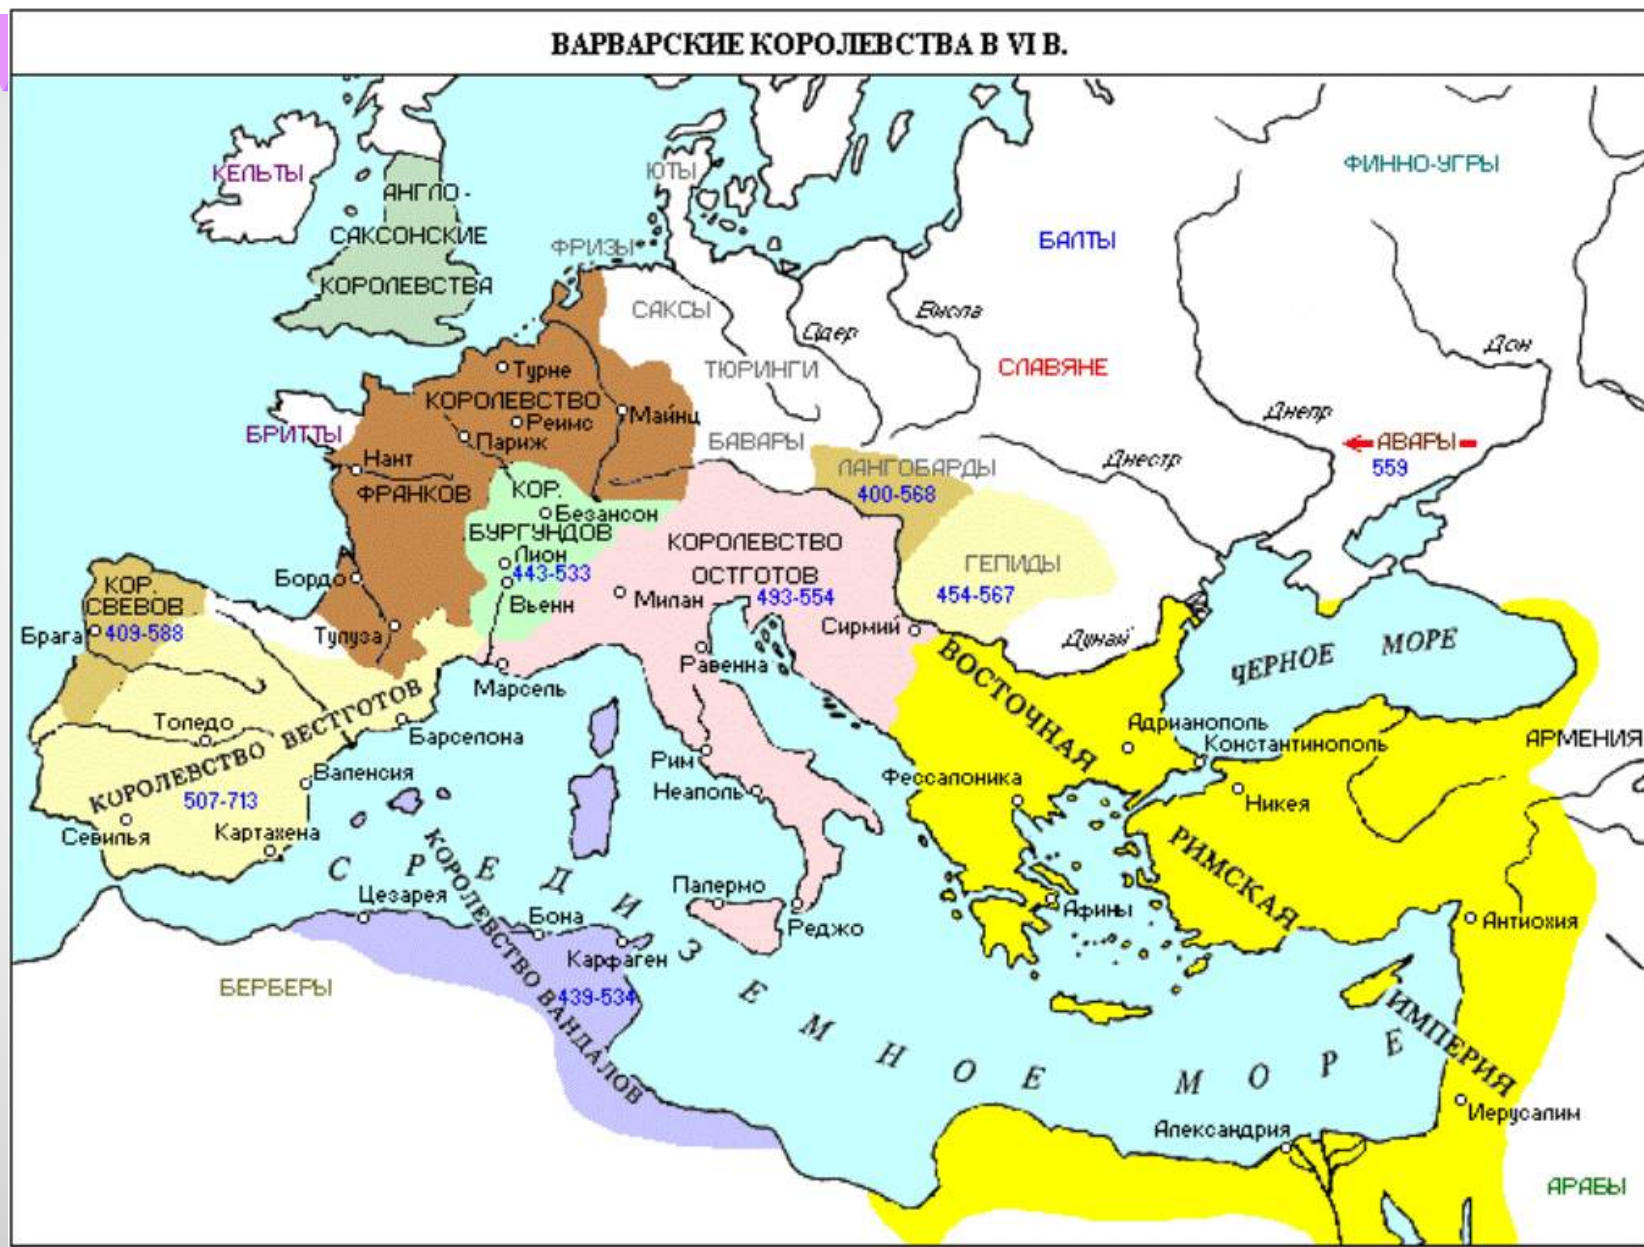 ВАРВАРСКИЕ КОРОЛЕВСТВА В VI В.
КЕЛЬТЫ
АНГЛО-
САКСОНСКИЕ
КОРОЛЕВСТВА
ЮТЫ
ФРИЗЫ
САКСЫ
ТЮРИНГИ
БАВАРЫ
БАЛТЫ
ФИННО-УГРЫ
СЛАВЯНЕ
Одер
Висла
Дон
Днепр
Днестр
АВАРЫ
559
БРИТТЫ
Турне
КОРОЛЕВСТВО
Реймс
Париж
Майнц
Нант
ФРАНКОВ
Бордо
Тулуза
КОР.
Безансон
БУРГУНДОВ
Лион
443-533
Вьенн
ЛАНГОБАРДЫ
400-568
ГЕПИДЫ
454-567
КОРОЛЕВСТВО
ОСТГОТОВ
493-554
Милан
Сирмий
Равенна
Марсель
Рим
Неаполь
Палермо
Реджо
Дунай
КОР.
СВЕВОВ
Брага
409-588
Толедо
КОРОЛЕВСТВО ВЕСТГОТОВ
507-713
Барселона
Валенсия
Севилья
Картахена
ЧЕРНОЕ МОРЕ
ВОСТОЧНАЯ
РИМСКАЯ
ИМПЕРИЯ
Адрианополь
Константинополь
Фессалоника
Никея
АРМЕНИЯ
Афины
Антиохия
Иерусалим
Александрия
АРАБЫ
СРЕДИЗЕМНОЕ МОРЕ
Цезарея
Бона
Карфаген
439-534
КОРОЛЕВСТВО ВАНДАЛОВ
БЕРБЕРЫ